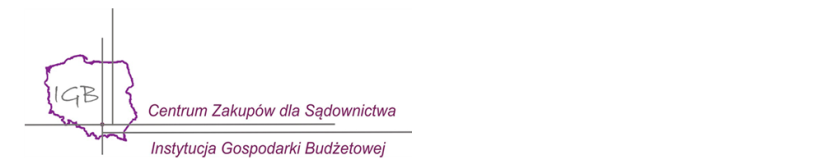 IGB
Centrum Zakupów dla Sądownictwa
Instytucja Gospodarki Budżetowej